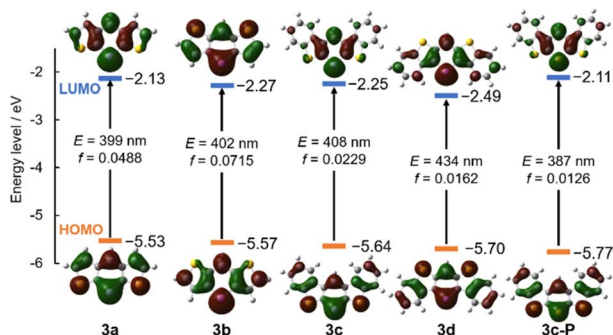 Energy level / eV
−2
−3
−4
−5
−6
LUMO
HOMO
−2.13
−2.27
−2.25
−2.49
−2.11
E = 399 nm
f = 0.0488
E = 402 nm
f = 0.0715
E = 408 nm
f = 0.0229
E = 434 nm
f = 0.0162
E = 387 nm
f = 0.0126
−5.53
−5.57
−5.64
−5.70
−5.77
3a
3b
3c
3d
3c-P